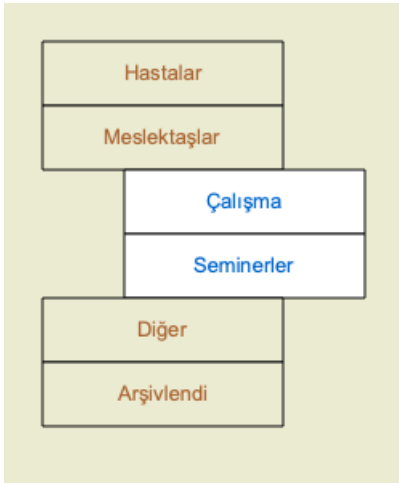 Hastalar
Meslektaşlar
Çalışma
Seminerler
Diğer
Arşivlendi